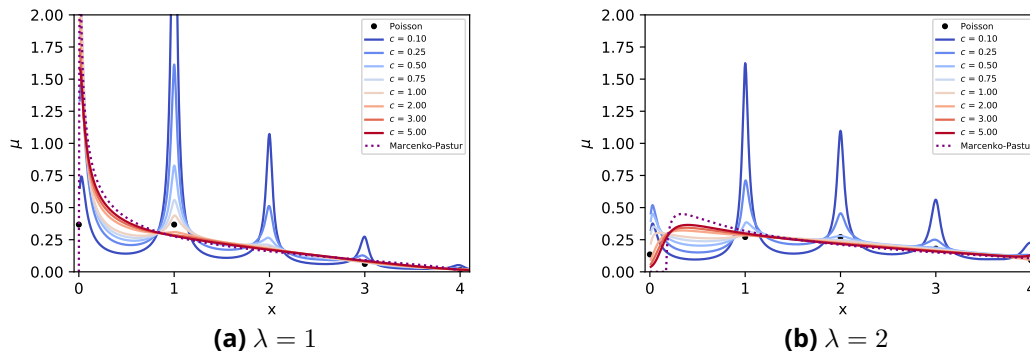 2.00
1.75
1.50
1.25
1.00
0.75
0.50
0.25
0.00
μ
0 1 2 3 4
x
Poisson
c = 0.10
c = 0.25
c = 0.50
c = 0.75
c = 1.00
c = 2.00
c = 3.00
c = 5.00
Marcenko-Pastur
(a) λ = 1
2.00
1.75
1.50
1.25
1.00
0.75
0.50
0.25
0.00
μ
0 1 2 3 4
x
Poisson
c = 0.10
c = 0.25
c = 0.50
c = 0.75
c = 1.00
c = 2.00
c = 3.00
c = 5.00
Marcenko-Pastur
(b) λ = 2